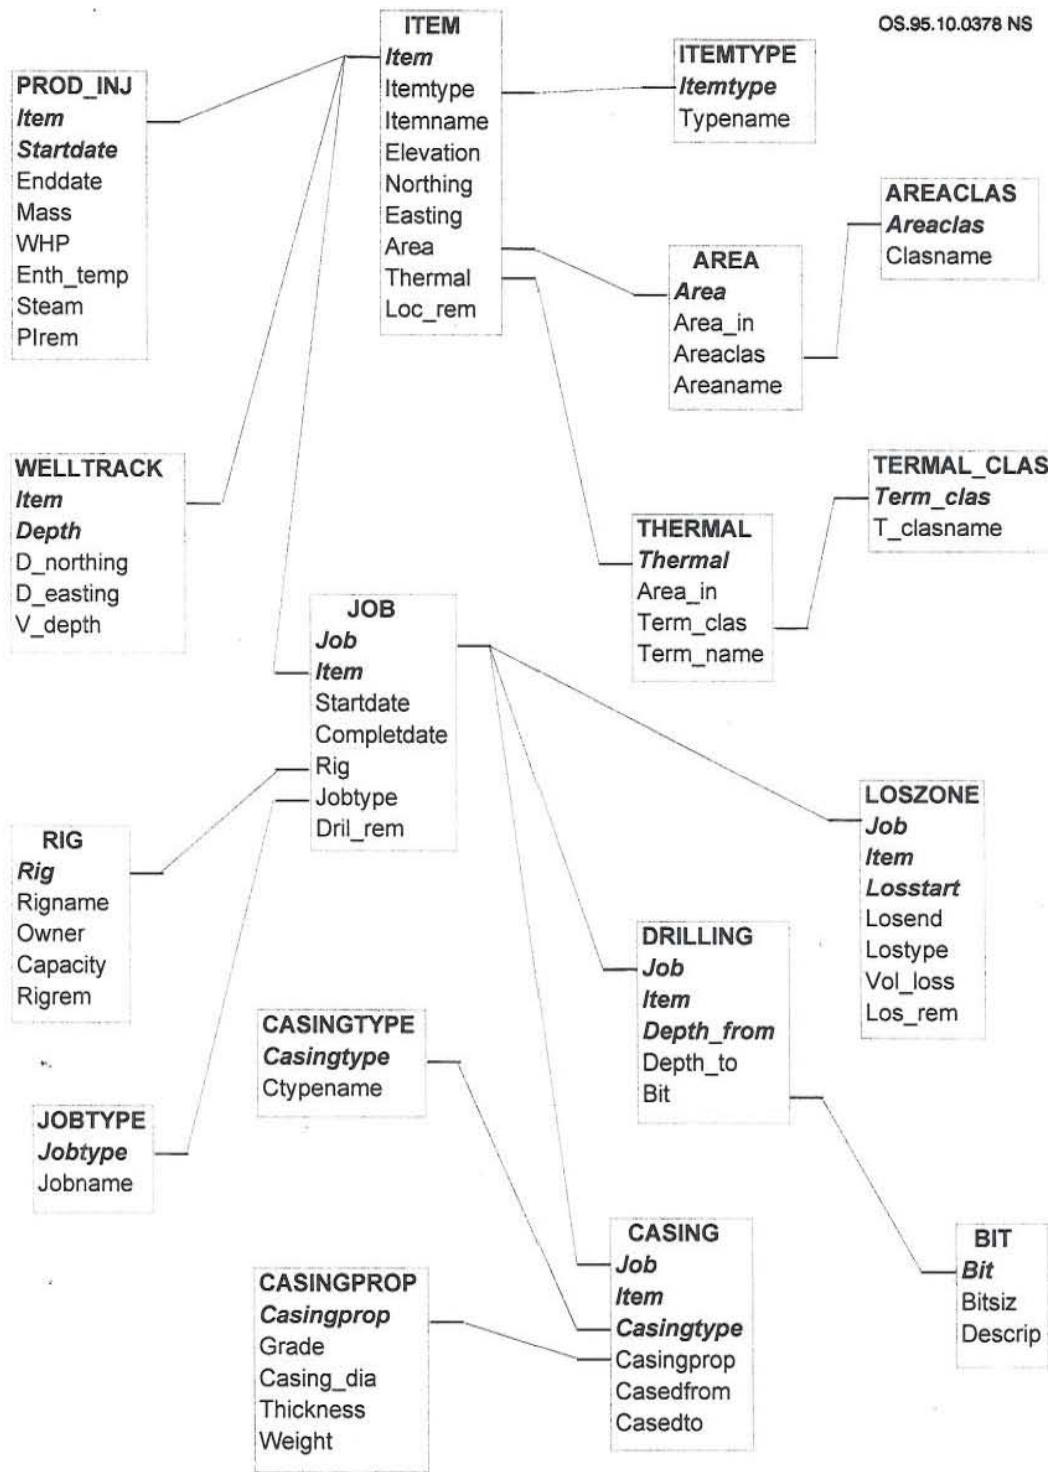 OS.95.10.0378 NS
ITEM
Item
Itemtype
Itemname
Elevation
Northing
Easting
Area
Thermal
Loc_rem
ITEMTYPE
Itemtype
Typename
PROD_INJ
Item
Startdate
Enddate
Mass
WHP
Enth_temp
Steam
PIrem
AREACLAS
Areaclas
Clasname
AREA
Area
Area_in
Areaclas
Areaname
WELLTRACK
Item
Depth
D_northing
D_easting
V_depth
TERMAL_CLAS
Term_clas
T_clasname
THERMAL
Thermal
Area_in
Term_clas
Term_name
JOB
Job
Item
Startdate
Completdate
Rig
Jobtype
Dril_rem
LOSZONE
Job
Item
Losstart
Losend
Lostype
Vol_loss
Los_rem
RIG
Rig
Rigname
Owner
Capacity
Rigrem
DRILLING
Job
Item
Depth_from
Depth_to
Bit
CASINGTYPE
Casingtype
Ctypename
JOBTYPE
Jobtype
Jobname
CASING
Job
Item
Casingtype
Casingprop
Casedfrom
Casedto
BIT
Bit
Bitsiz
Descrip
CASINGPROP
Casingprop
Grade
Casing_dia
Thickness
Weight